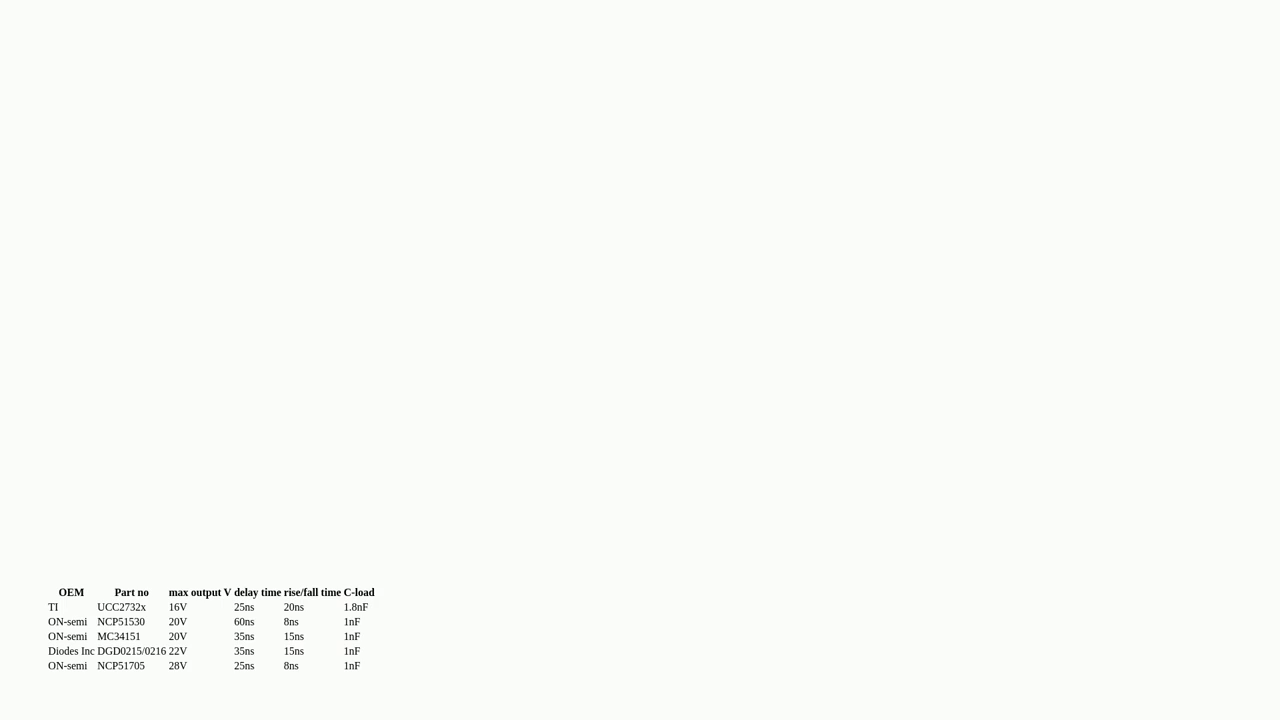 OEM Part no max output V delay time rise/fall time C-load
TI UCC2732x 16V 25ns 20ns 1.8nF
ON-semi NCP51530 20V 60ns 8ns 1nF
ON-semi MC34151 20V 35ns 15ns 1nF
Diodes Inc DGD0215/0216 22V 35ns 15ns 1nF
ON-semi NCP51705 28V 25ns 8ns 1nF